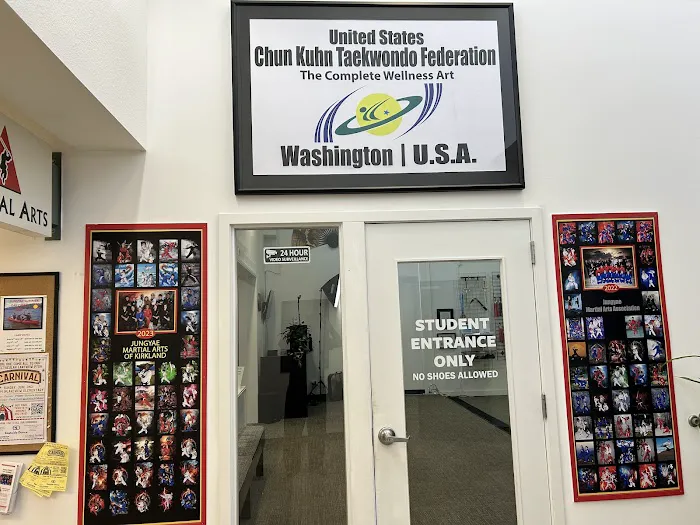 United States
Chun Kuhn Taekwondo Federation
The Complete Wellness Art
Washington | U.S.A.
AL ARTS
24 HOUR
VIDEO SURVEILLANCE
STUDENT
ENTRANCE
ONLY
NO SHOES ALLOWED
2023
JUNGYAE
MARTIAL ARTS
OF KIRKLAND
2022
Jungyae
Martial Arts Association
CARNIVAL